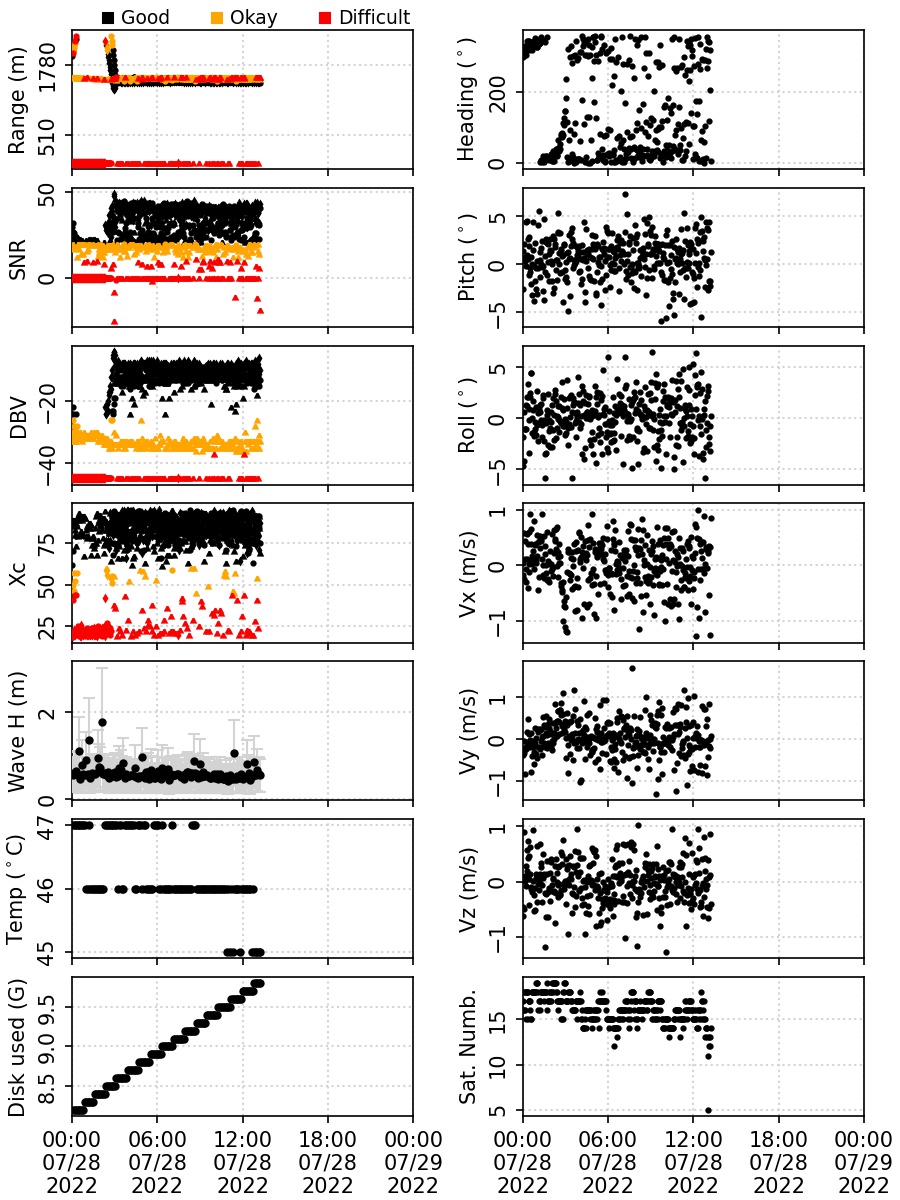 Good Okay Difficult
Range (m)
1780
510
Heading (°)
200
0
SNR
50
0
Pitch (°)
5
0
−5
DBV
−20
−40
Roll (°)
5
0
−5
Xc
75
50
25
Vx (m/s)
1
0
−1
Wave H (m)
2
0
Vy (m/s)
1
0
−1
Temp (°C)
47
46
45
Vz (m/s)
1
0
−1
Disk used (G)
9.5
9.0
8.5
Sat. Numb.
15
10
5
00:00 06:00 12:00 18:00 00:00
07/28 07/28 07/28 07/28 07/29
2022 2022 2022 2022 2022
00:00 06:00 12:00 18:00 00:00
07/28 07/28 07/28 07/28 07/29
2022 2022 2022 2022 2022